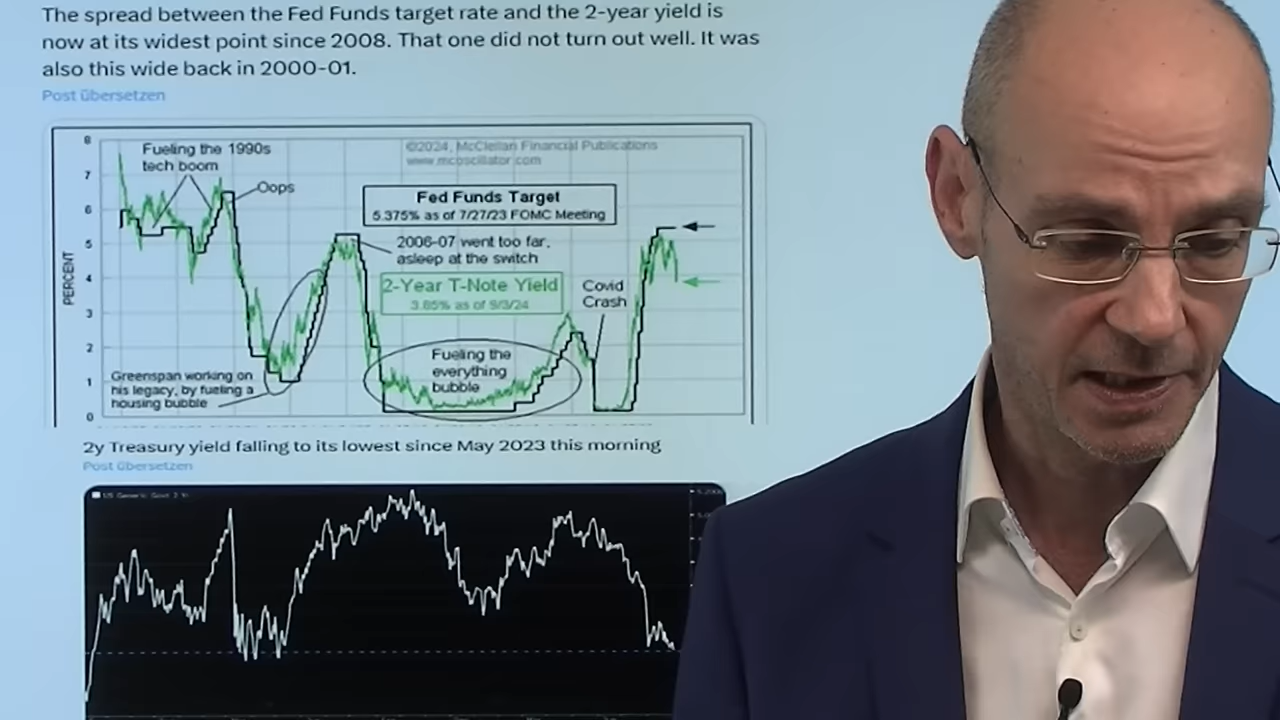 The spread between the Fed Funds target rate and the 2-year yield is
now at its widest point since 2008. That one did not turn out well. It was
also this wide back in 2000-01.
Post übersetzen
8
7
6
5
4
3
2
1
0
PERCENT
Fueling the 1990s
tech boom
Oops
©2024, McClellan Financial Publications
www.mcoscillator.com
Fed Funds Target
5.375% as of 7/27/23 FOMC Meeting
2006-07 went too far,
asleep at the switch
2-Year T-Note Yield
3.85% as of 9/3/24
Covid
Crash
Fueling the
everything
bubble
Greenspan working on
his legacy, by fueling a
housing bubble
2y Treasury yield falling to its lowest since May 2023 this morning
Post übersetzen
US Generic Govt 2 Yr